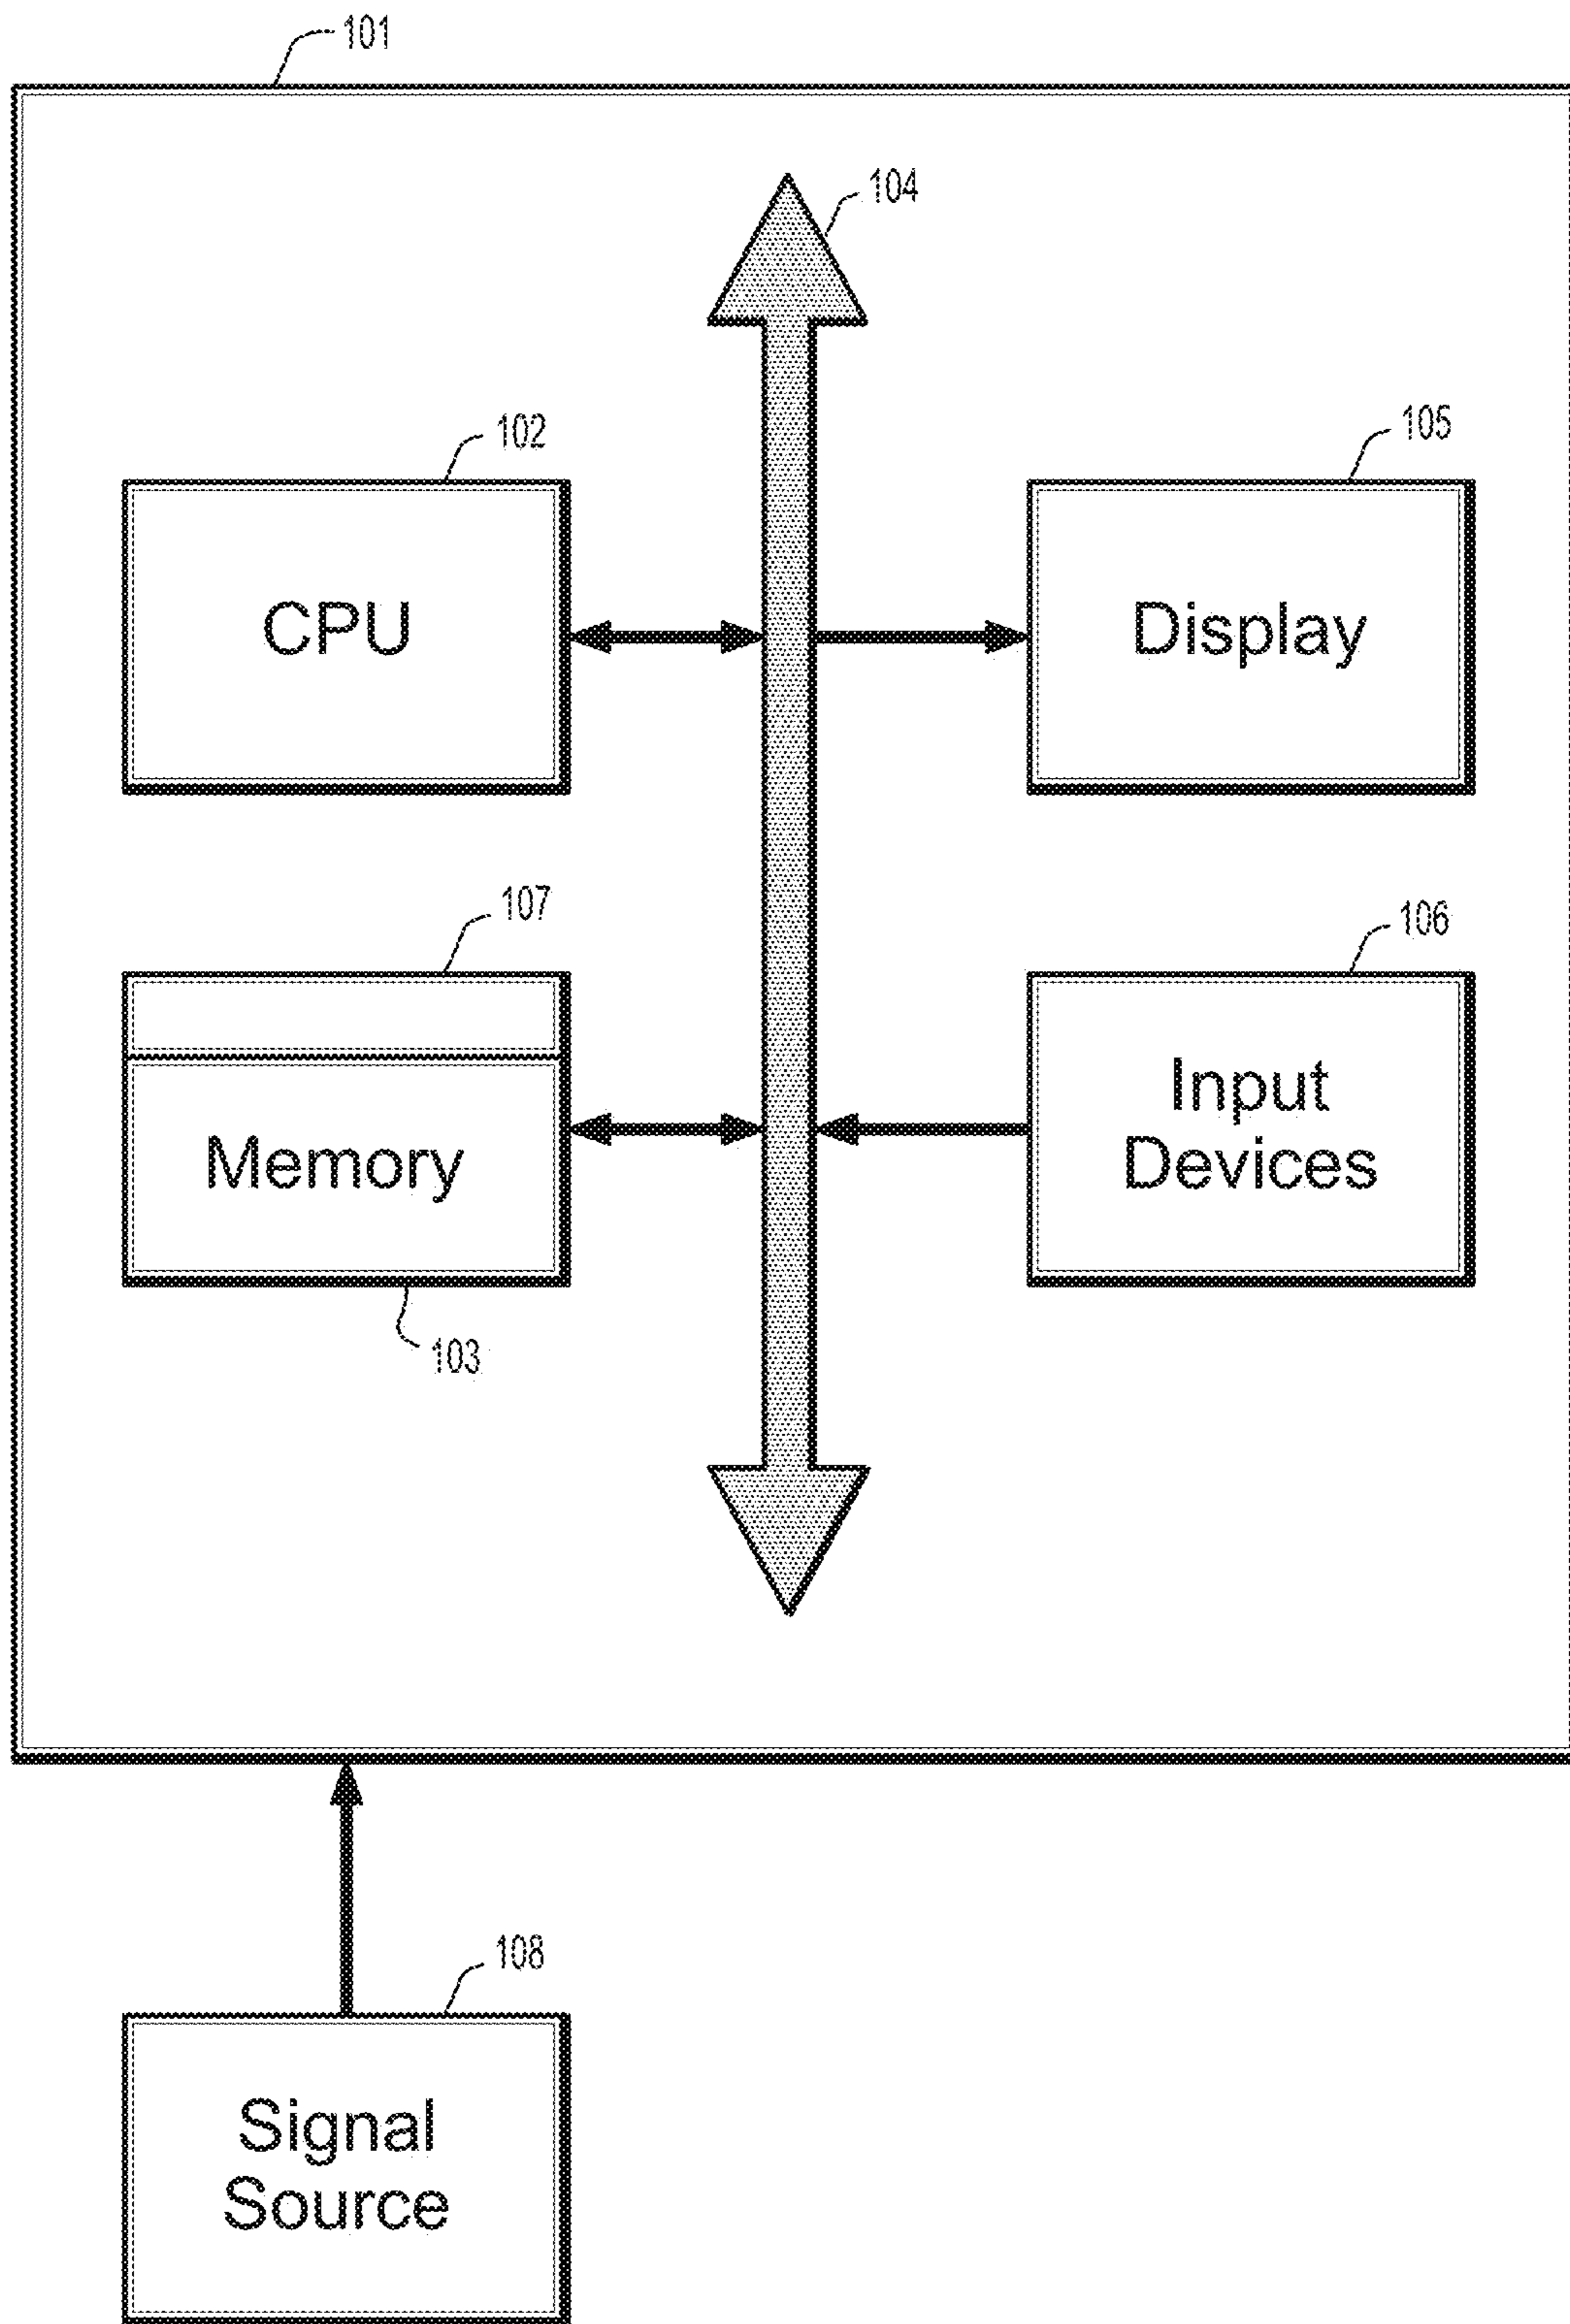 101
104
102
CPU
105
Display
107
Memory
103
106
Input
Devices
108
Signal
Source